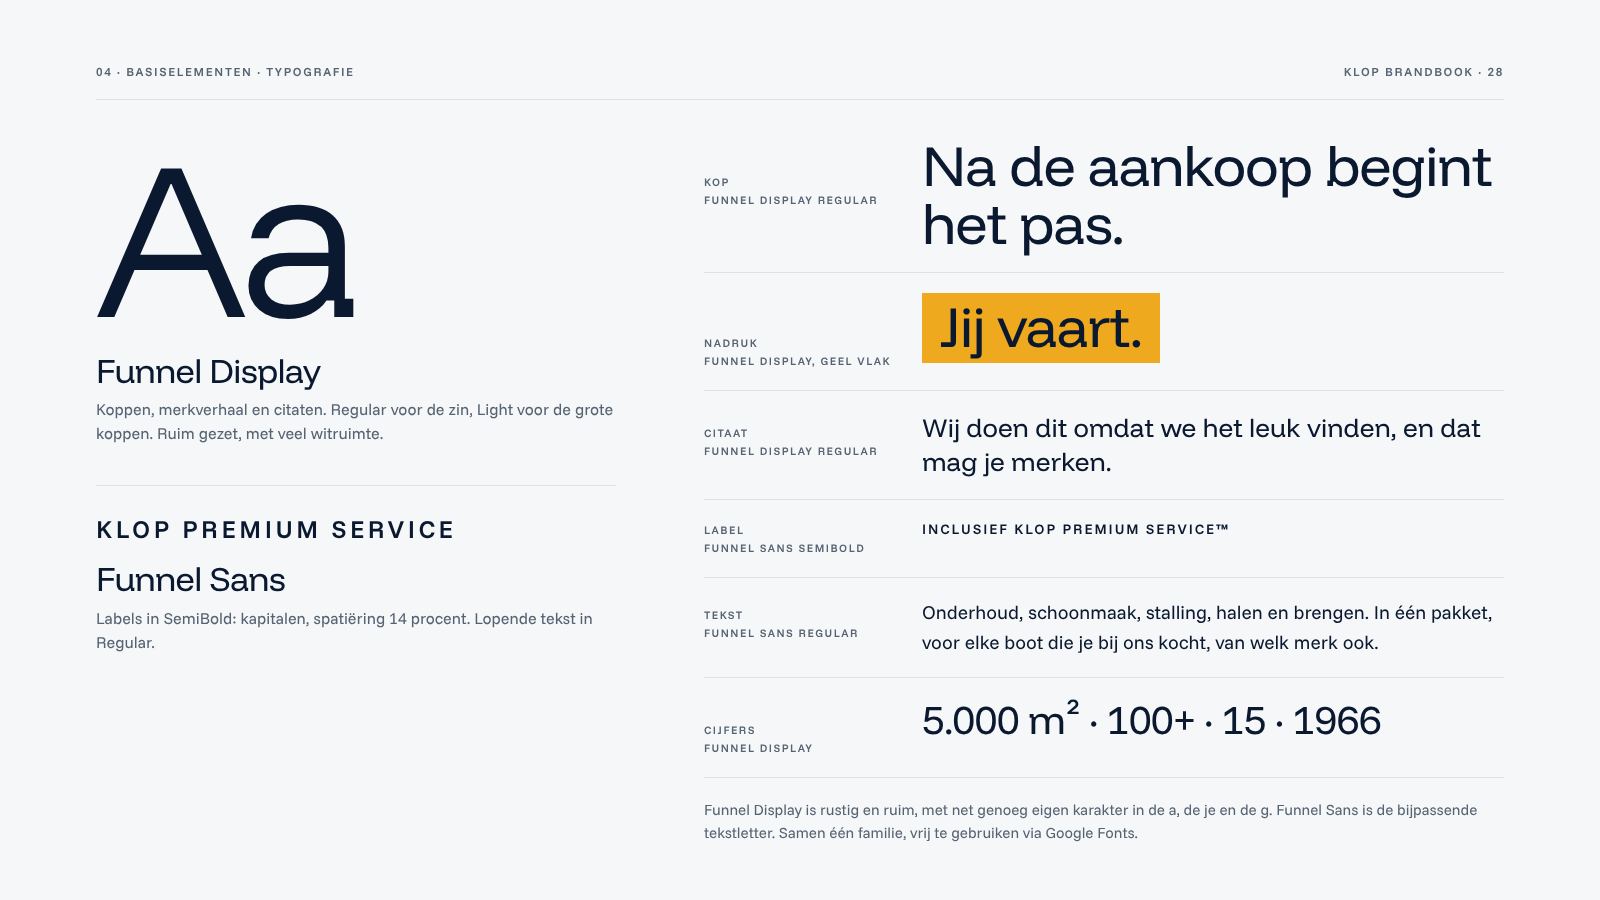 04 · BASISELEMENTEN · TYPOGRAFIE
KLOP BRANDBOOK · 28
Aa
Funnel Display
Koppen, merkverhaal en citaten. Regular voor de zin, Light voor de grote
koppen. Ruim gezet, met veel witruimte.
KLOP PREMIUM SERVICE
Funnel Sans
Labels in SemiBold: kapitalen, spatiëring 14 procent. Lopende tekst in
Regular.
KOP
FUNNEL DISPLAY REGULAR
Na de aankoop begint
het pas.
NADRUK
FUNNEL DISPLAY, GEEL VLAK
Jij vaart.
CITAAT
FUNNEL DISPLAY REGULAR
Wij doen dit omdat we het leuk vinden, en dat
mag je merken.
LABEL
FUNNEL SANS SEMIBOLD
INCLUSIEF KLOP PREMIUM SERVICE™
TEKST
FUNNEL SANS REGULAR
Onderhoud, schoonmaak, stalling, halen en brengen. In één pakket,
voor elke boot die je bij ons kocht, van welk merk ook.
CIJFERS
FUNNEL DISPLAY
5.000 m² · 100+ · 15 · 1966
Funnel Display is rustig en ruim, met net genoeg eigen karakter in de a, de je en de g. Funnel Sans is de bijpassende
tekstletter. Samen één familie, vrij te gebruiken via Google Fonts.